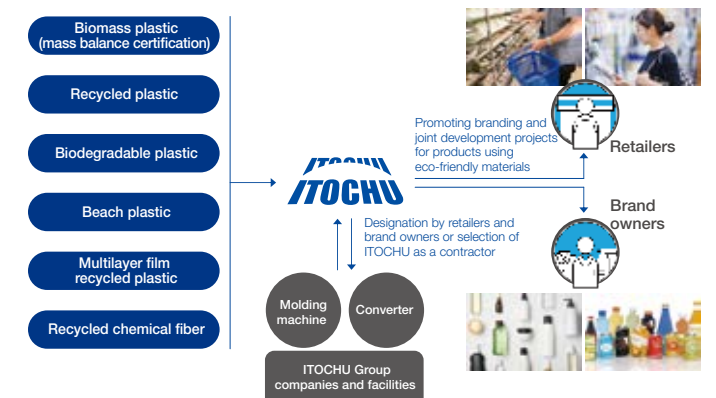 Biomass plastic
(mass balance certification)
Recycled plastic
Biodegradable plastic
Beach plastic
Multilayer film
recycled plastic
Recycled chemical fiber
ITOCHU
ITOCHU
Promoting branding and
joint development projects
for products using
eco-friendly materials
Retailers
Brand
owners
Designation by retailers and
brand owners or selection of
ITOCHU as a contractor
Molding
machine
Converter
ITOCHU Group
companies and facilities